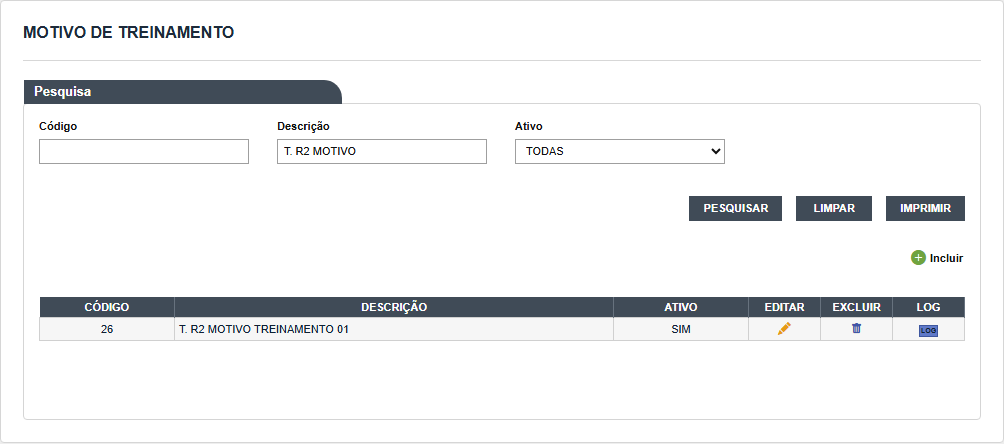 MOTIVO DE TREINAMENTO
Pesquisa
Código Descrição Ativo
T. R2 MOTIVO TODAS
PESQUISAR LIMPAR IMPRIMIR
Incluir
CÓDIGO DESCRIÇÃO ATIVO EDITAR EXCLUIR LOG
26 T. R2 MOTIVO TREINAMENTO 01 SIM LOG